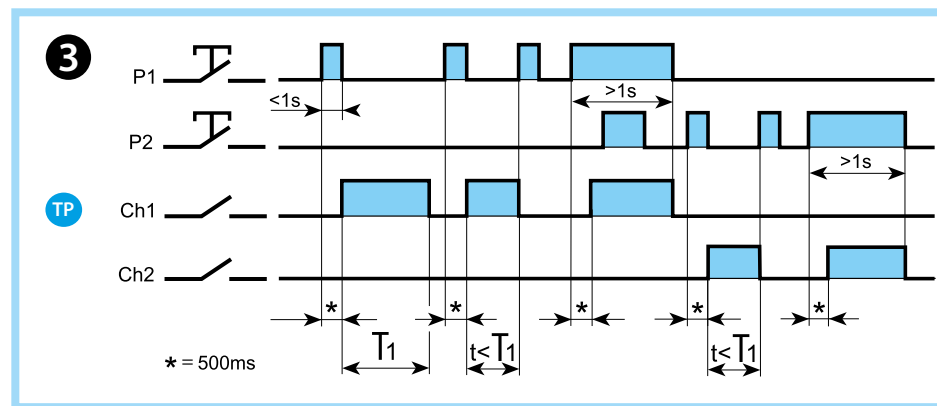 3
P1
<1s
>1s
P2
>1s
TP
Ch1
Ch2
* * * * *
T1
t<T1
t<T1
* = 500ms